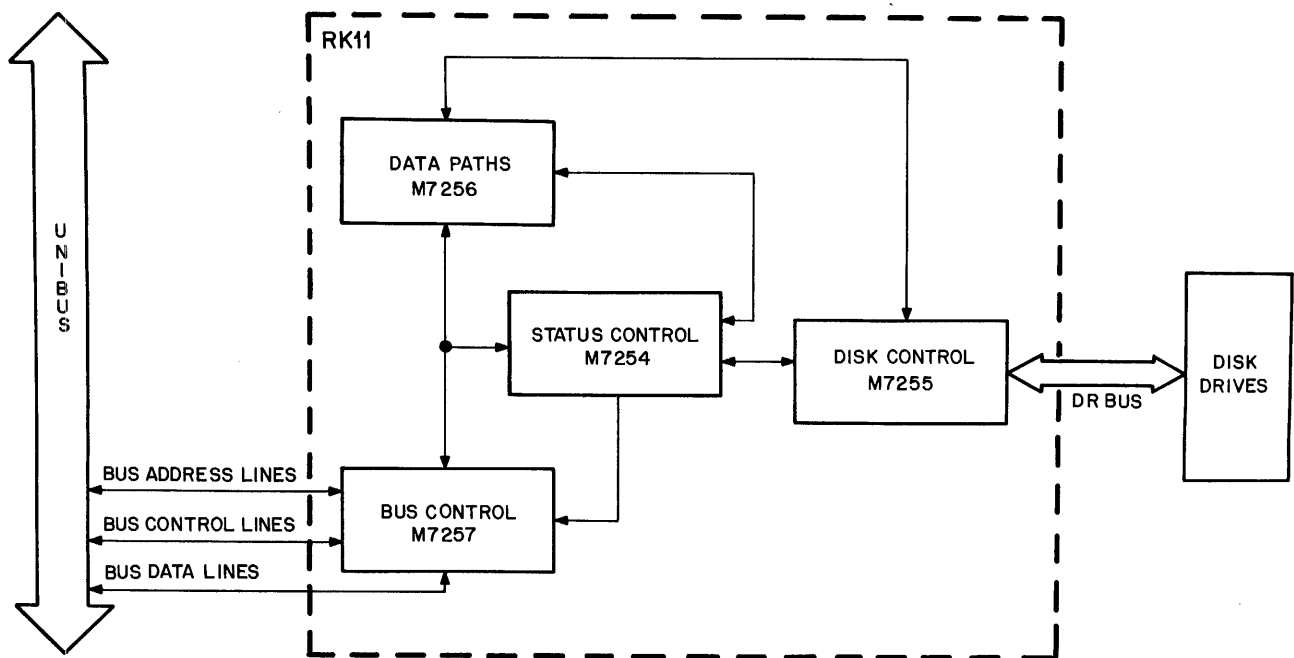 RK11
UNIBUS
DATA PATHS
M7256
STATUS CONTROL
M7254
DISK CONTROL
M7255
DR BUS
DISK
DRIVES
BUS ADDRESS LINES
BUS CONTROL LINES
BUS DATA LINES
BUS CONTROL
M7257